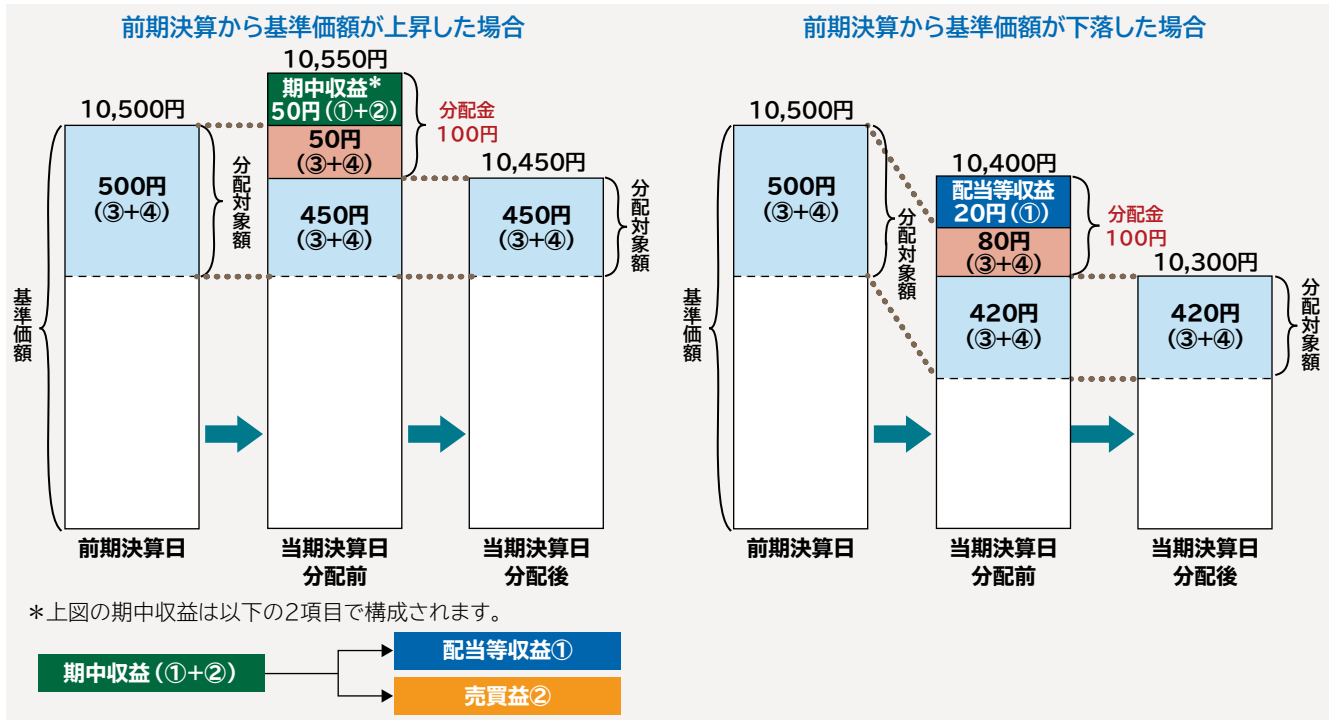 前期決算から基準価額が上昇した場合
10,500円
500円
(③+④)
分配対象額
基準価額
前期決算日
10,550円
期中収益*
50円(①+②)
50円
(③+④)
450円
(③+④)
分配金
100円
当期決算日
分配前
10,450円
450円
(③+④)
分配対象額
当期決算日
分配後
*上図の期中収益は以下の2項目で構成されます。
期中収益(①+②)
配当等収益①
売買益②
前期決算から基準価額が下落した場合
10,500円
500円
(③+④)
分配対象額
基準価額
前期決算日
10,400円
配当等収益
20円(①)
80円
(③+④)
420円
(③+④)
分配金
100円
当期決算日
分配前
10,300円
420円
(③+④)
分配対象額
当期決算日
分配後